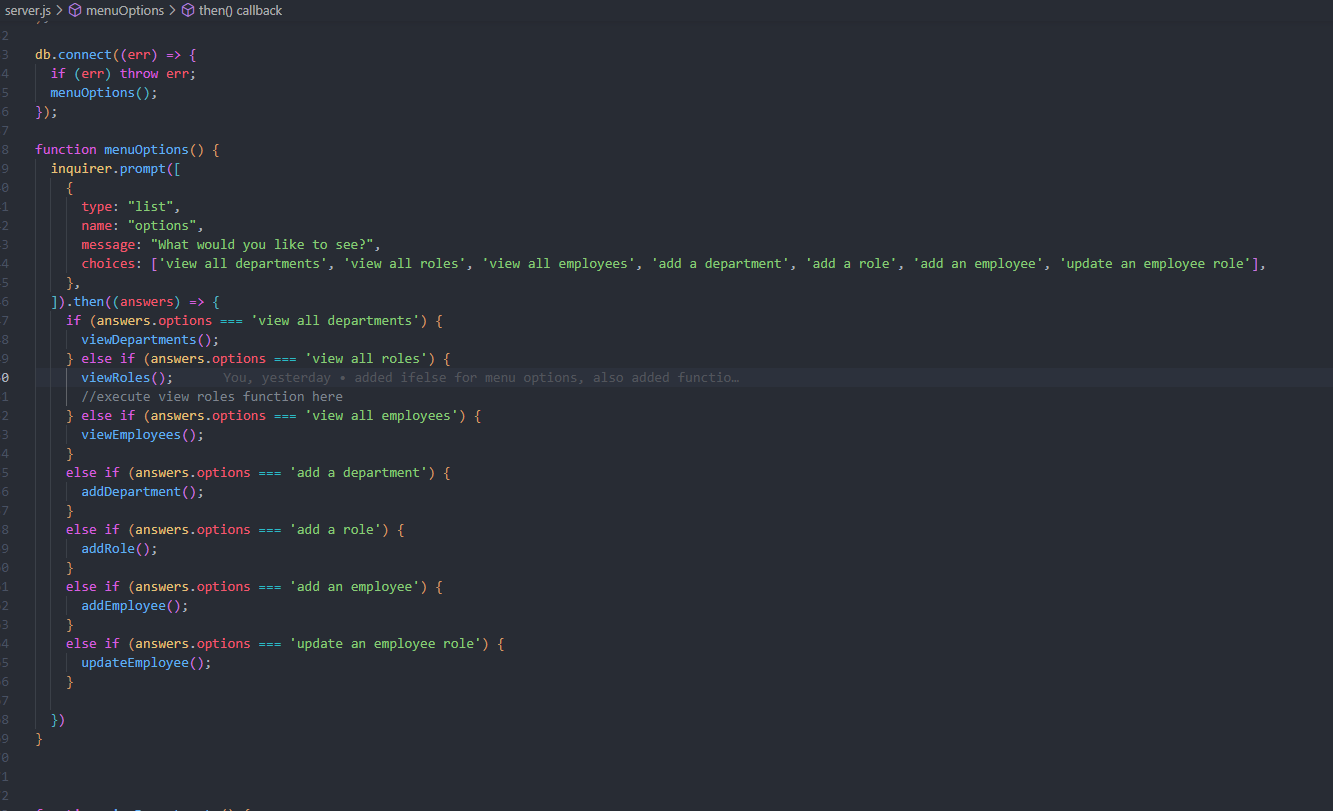 server.js > menuOptions > then() callback
2
3 db.connect((err) => {
4 if (err) throw err;
5 menuOptions();
6 });
7
8 function menuOptions() {
9 inquirer.prompt([
0 {
1 type: "list",
2 name: "options",
3 message: "What would you like to see?",
4 choices: ['view all departments', 'view all roles', 'view all employees', 'add a department', 'add a role', 'add an employee', 'update an employee role'],
5 },
6 ]).then((answers) => {
7 if (answers.options === 'view all departments') {
8 viewDepartments();
9 } else if (answers.options === 'view all roles') {
0 viewRoles(); You, yesterday • added ifelse for menu options, also added functio…
1 //execute view roles function here
2 } else if (answers.options === 'view all employees') {
3 viewEmployees();
4 }
5 else if (answers.options === 'add a department') {
6 addDepartment();
7 }
8 else if (answers.options === 'add a role') {
9 addRole();
0 }
1 else if (answers.options === 'add an employee') {
2 addEmployee();
3 }
4 else if (answers.options === 'update an employee role') {
5 updateEmployee();
6 }
7
8 })
9 }
0
1
2